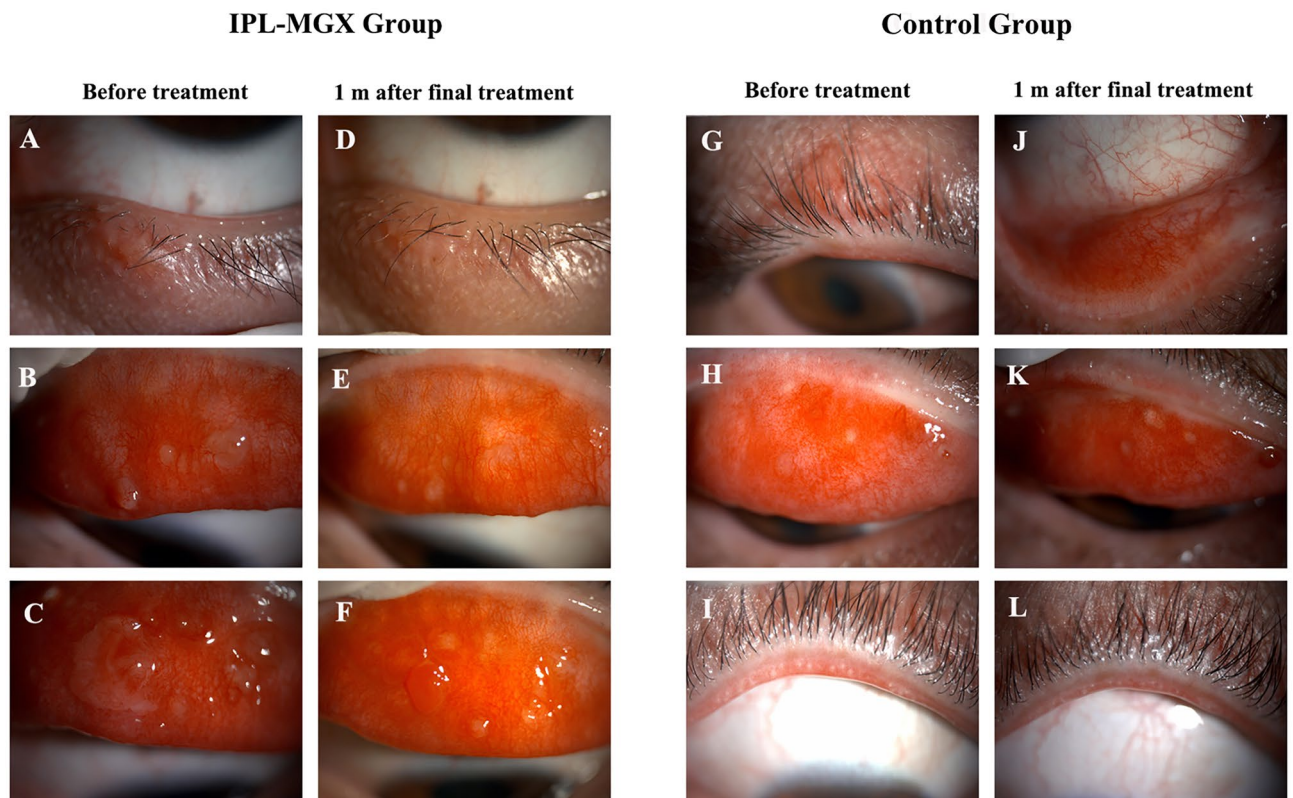 IPL-MGX Group
Control Group
Before treatment
1 m after final treatment
Before treatment
1 m after final treatment
A
D
G
J
B
E
H
K
C
F
I
L